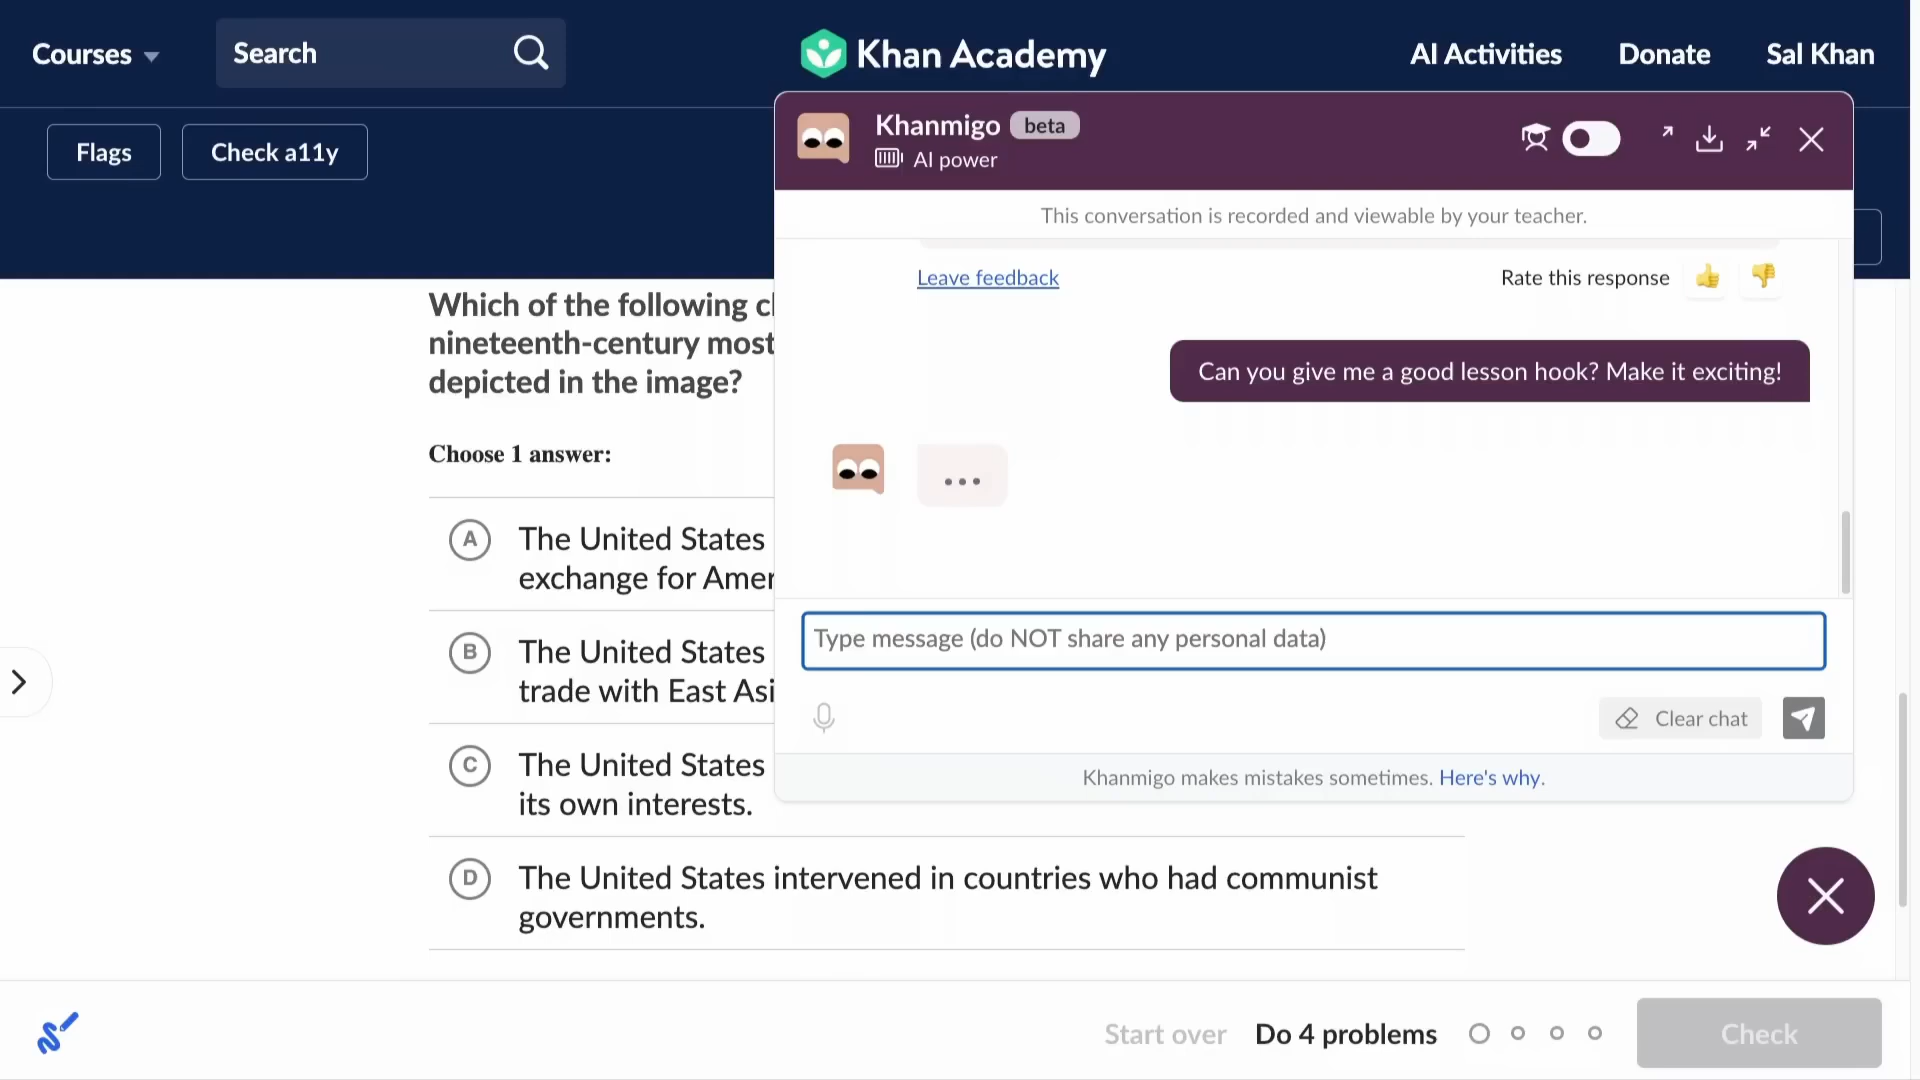 Courses
Search
Khan Academy
AI Activities
Donate
Sal Khan
Flags
Check a11y
Khanmigo beta
AI power
This conversation is recorded and viewable by your teacher.
Leave feedback
Rate this response
Can you give me a good lesson hook? Make it exciting!
...
Type message (do NOT share any personal data)
Clear chat
Khanmigo makes mistakes sometimes. Here's why.
Which of the following
nineteenth-century most
depicted in the image?
Choose 1 answer:
A The United States
exchange for
B The United States
trade with East
C The United States
its own interests.
D The United States intervened in countries who had communist
governments.
Start over
Do 4 problems
Check